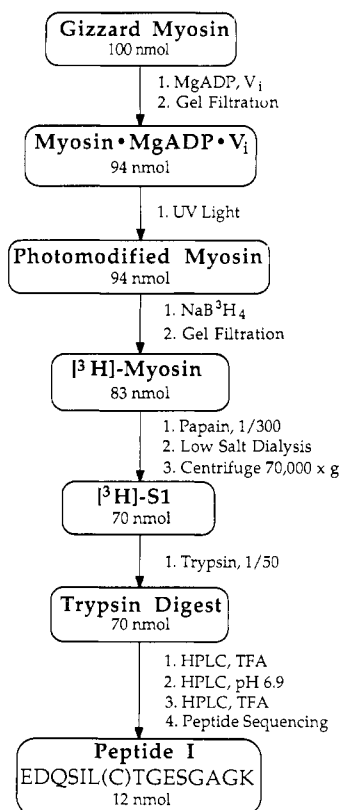 Gizzard Myosin
100 nmol
1. MgADP, Vi
2. Gel Filtration
Myosin•MgADP•Vi
94 nmol
1. UV Light
Photomodified Myosin
94 nmol
1. NaB³H₄
2. Gel Filtration
[³H]-Myosin
83 nmol
1. Papain, 1/300
2. Low Salt Dialysis
3. Centrifuge 70,000 x g
[³H]-S1
70 nmol
1. Trypsin, 1/50
Trypsin Digest
70 nmol
1. HPLC, TFA
2. HPLC, pH 6.9
3. HPLC, TFA
4. Peptide Sequencing
Peptide I
EDQSIL(C)TGESGAGK
12 nmol